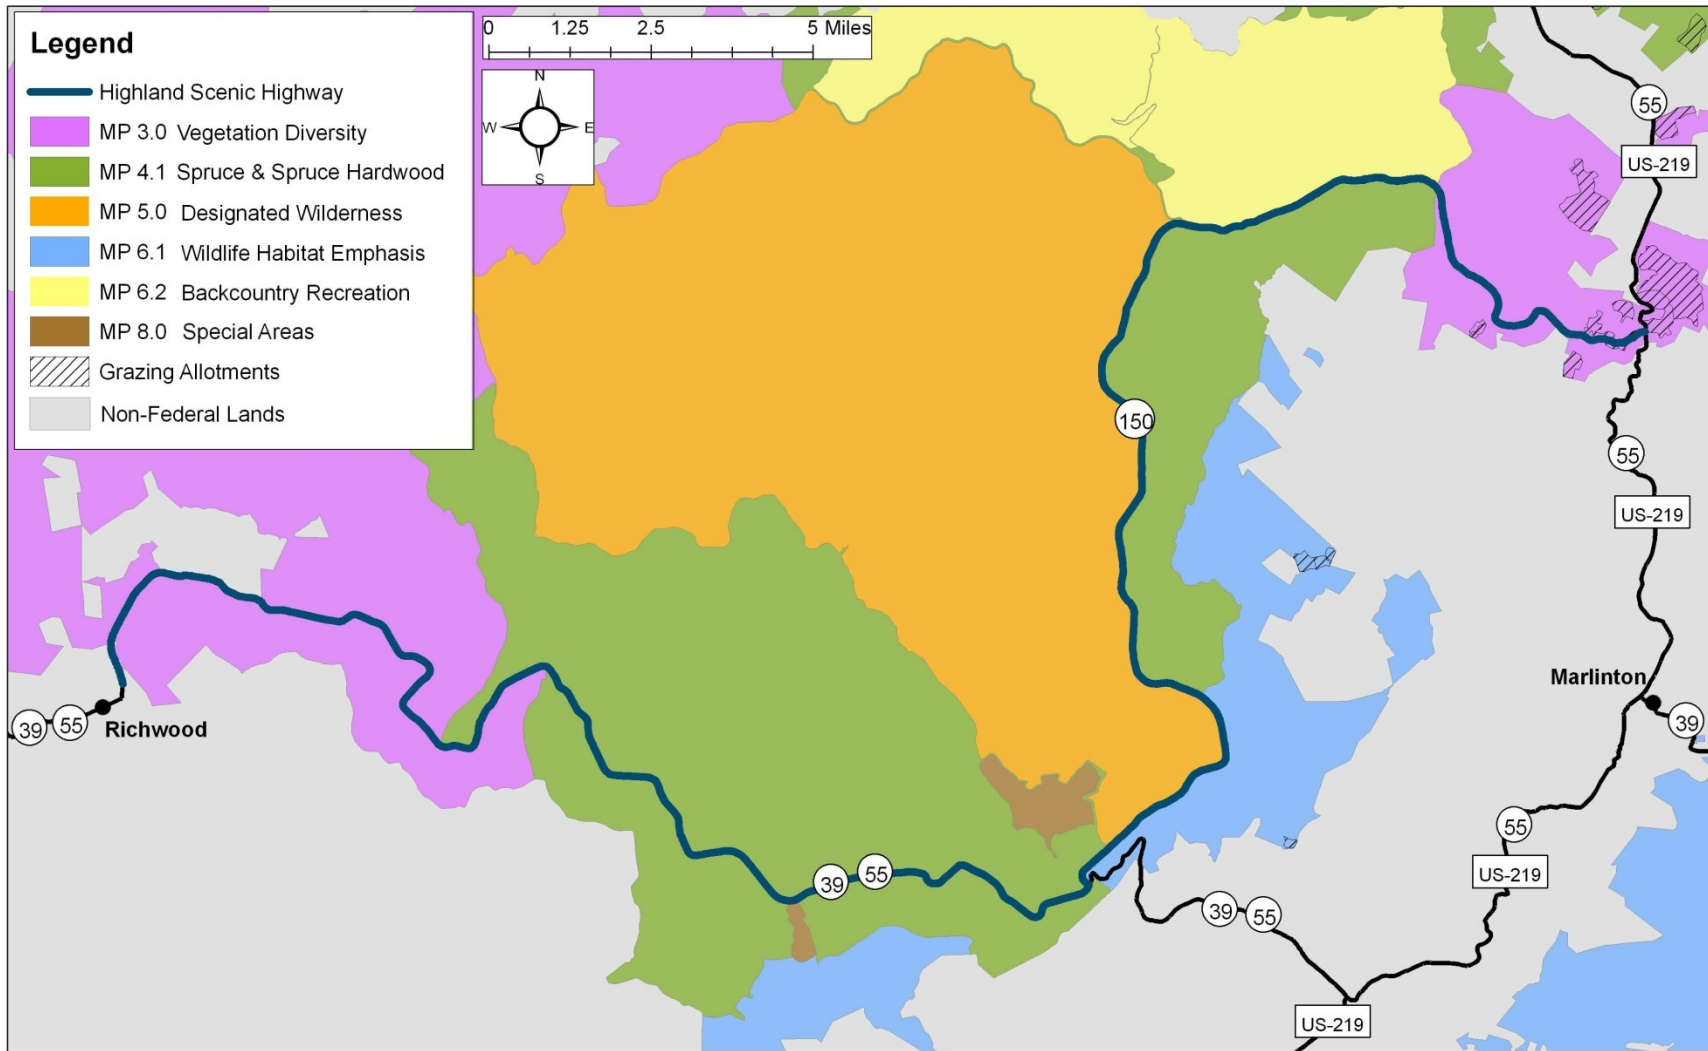 Legend
Highland Scenic Highway
MP 3.0 Vegetation Diversity
MP 4.1 Spruce & Spruce Hardwood
MP 5.0 Designated Wilderness
MP 6.1 Wildlife Habitat Emphasis
MP 6.2 Backcountry Recreation
MP 8.0 Special Areas
Grazing Allotments
Non-Federal Lands
0 1.25 2.5 5 Miles
N
W E
S
55
US-219
150
55
US-219
Marlinton
39
Richwood
39 55
55
US-219
39 55
39 55
US-219